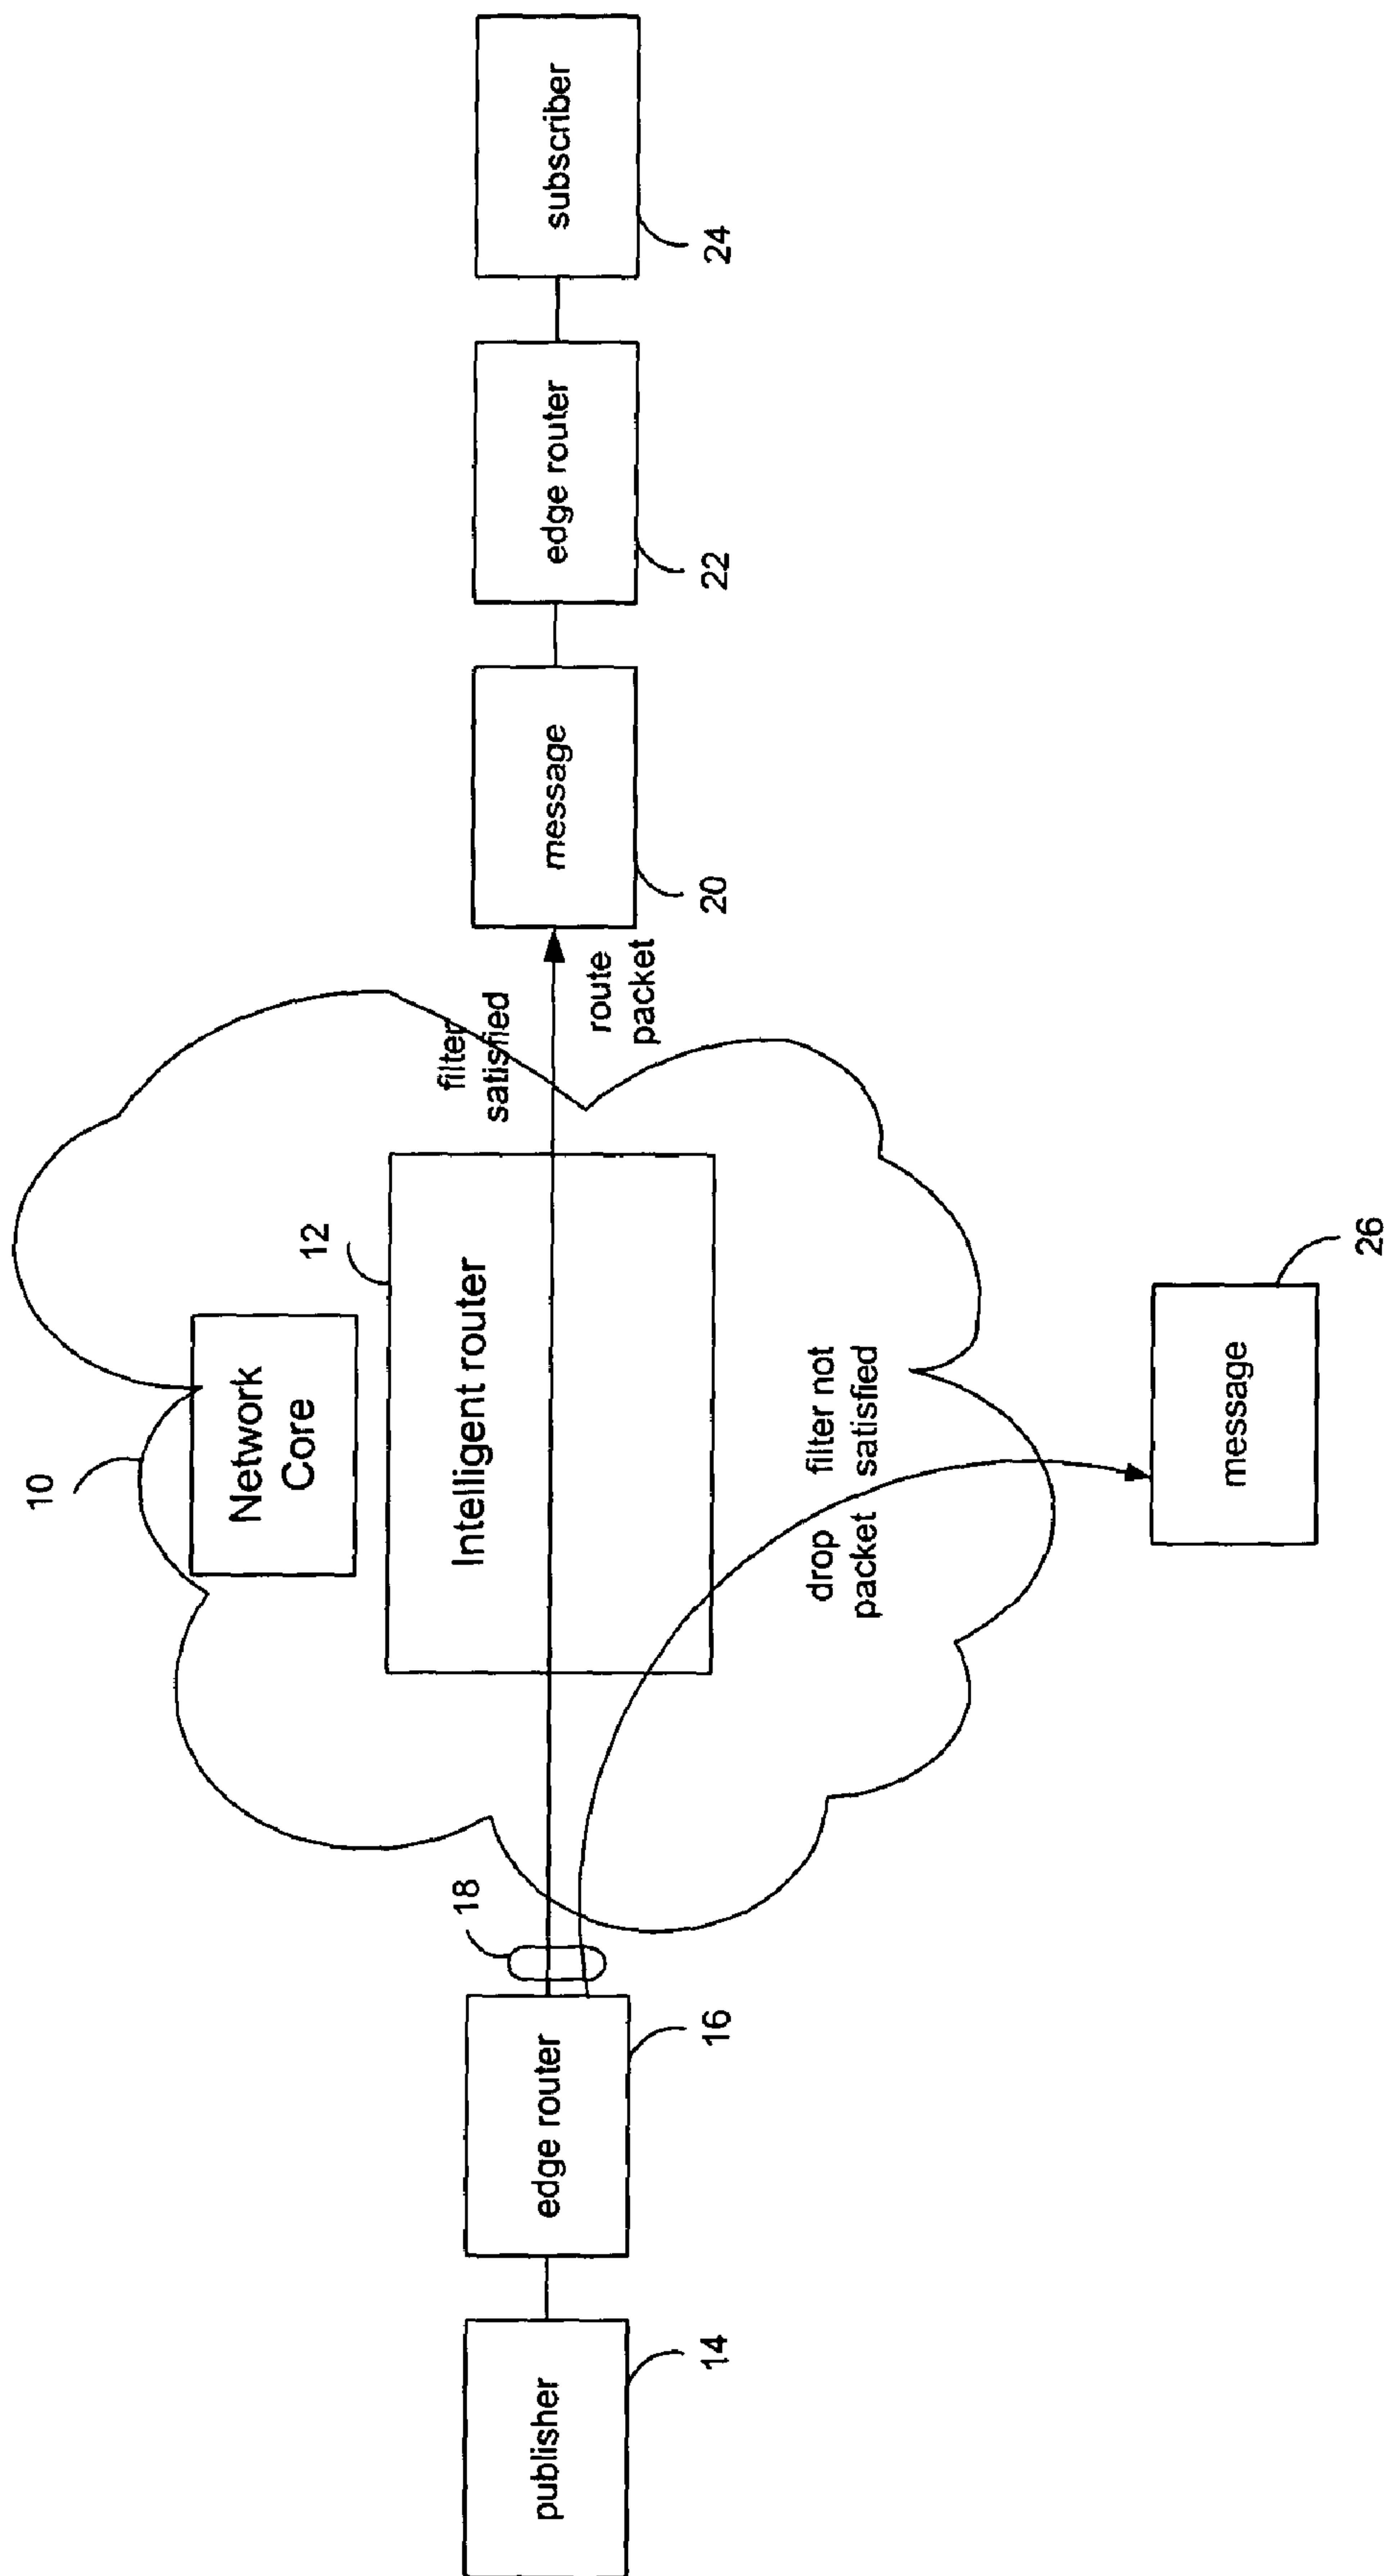 10
Network
Core
12
Intelligent router
filter
satisfied
route
packet
publisher
14
edge router
16
18
message
20
edge router
22
subscriber
24
drop
packet
filter not
satisfied
message
26